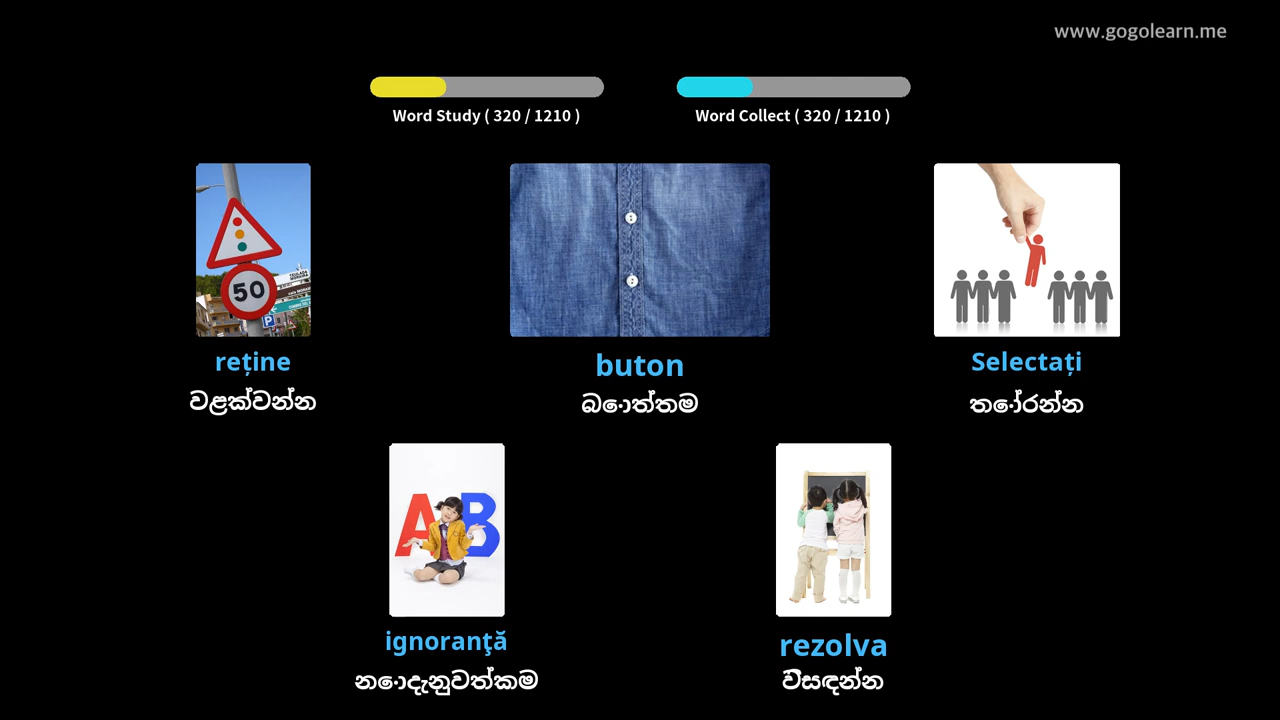 www.gogolearn.me
Word Study ( 320 / 1210 )
Word Collect ( 320 / 1210 )
50
P
reține
වළක්වන්න
buton
බොත්තම
Selectați
තෝරන්න
A B
ignoranţă
නොදැනුවත්කම
rezolva
විසඳන්න